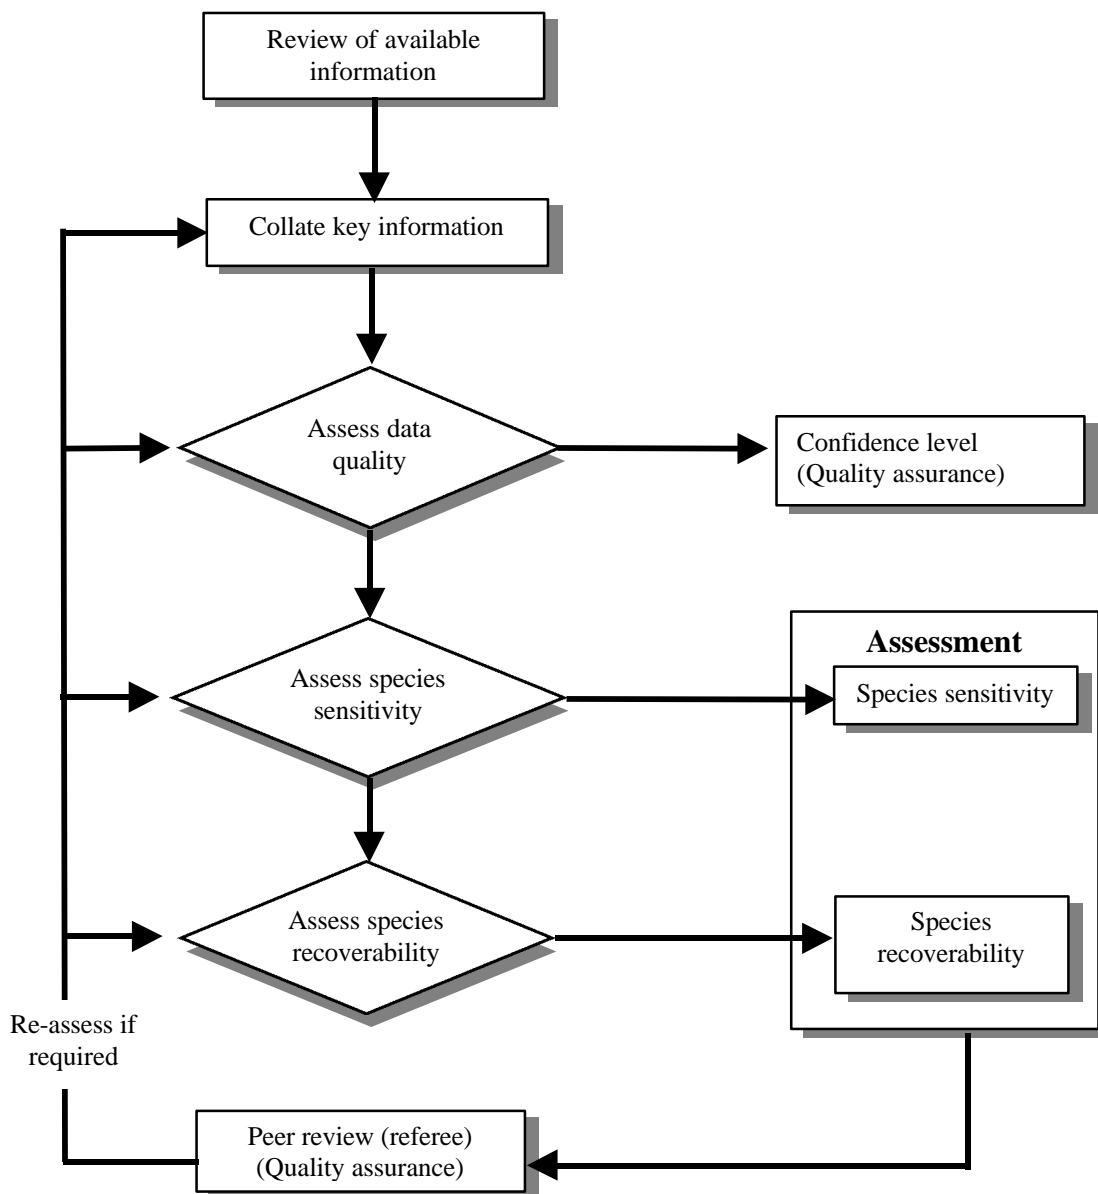 Review of available
information
Collate key information
Assess data
quality
Confidence level
(Quality assurance)
Assess species
sensitivity
Assessment
Species sensitivity
Assess species
recoverability
Species
recoverability
Re-assess if
required
Peer review (referee)
(Quality assurance)